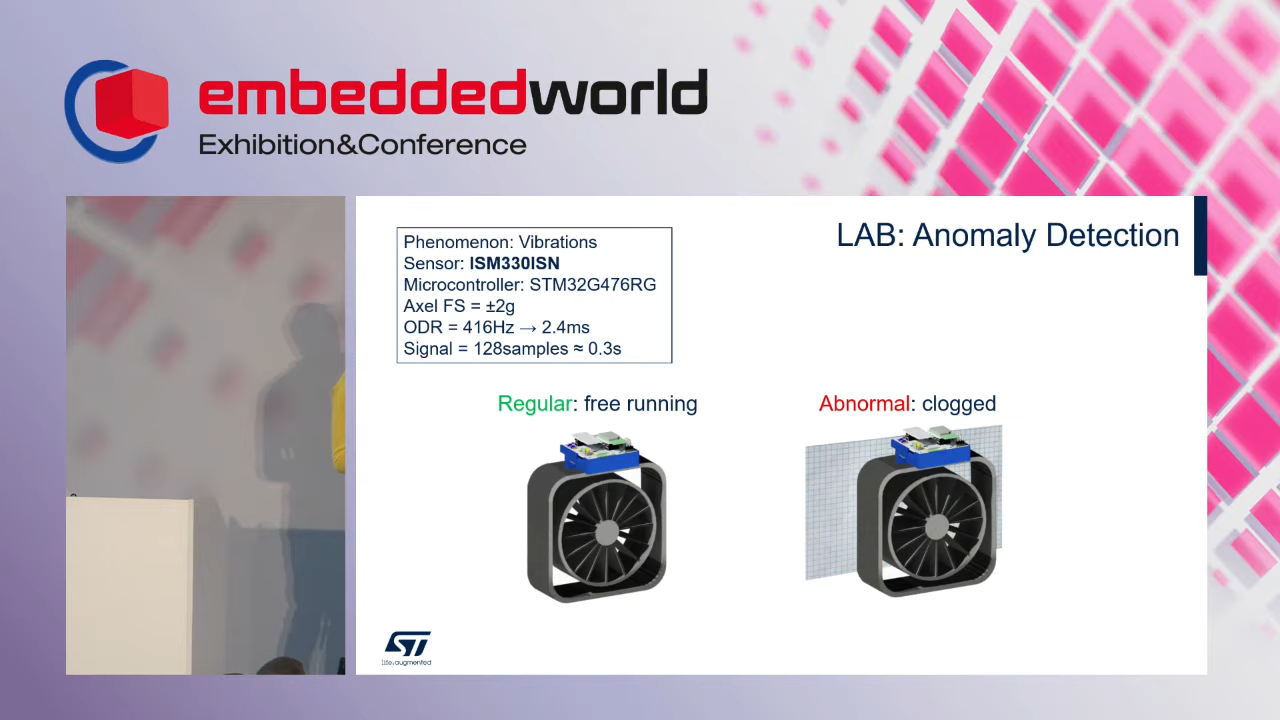 embeddedworld
Exhibition&Conference
LAB: Anomaly Detection
Phenomenon: Vibrations
Sensor: ISM330ISN
Microcontroller: STM32G476RG
Axel FS = ±2g
ODR = 416Hz → 2.4ms
Signal = 128samples ≈ 0.3s
Regular: free running
Abnormal: clogged
ST
life.augmented